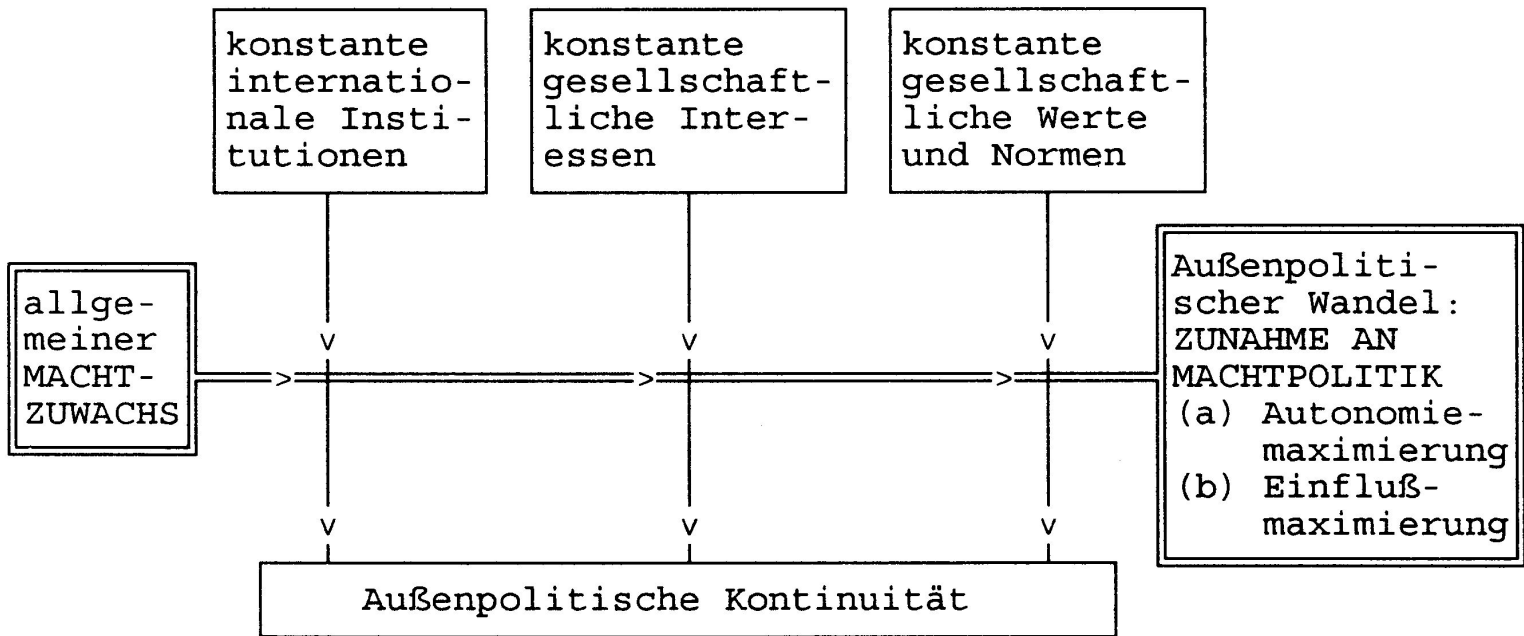 konstante
internatio-
nale Insti-
tutionen
konstante
gesellschaft-
liche Inter-
essen
konstante
gesellschaft-
liche Werte
und Normen
allge-
meiner
MACHT-
ZUWACHS
Außenpoliti-
scher Wandel:
ZUNAHME AN
MACHTPOLITIK
(a) Autonomie-
maximierung
(b) Einfluß-
maximierung
Außenpolitische Kontinuität